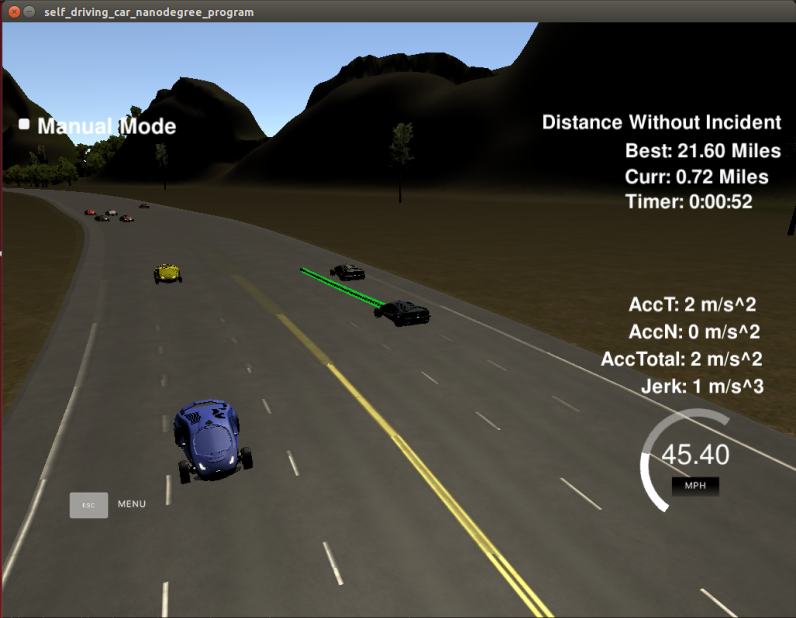 self_driving_car_nanodegree_program
Manual Mode
Distance Without Incident
Best: 21.60 Miles
Curr: 0.72 Miles
Timer: 0:00:52
AccT: 2 m/s^2
AccN: 0 m/s^2
AccTotal: 2 m/s^2
Jerk: 1 m/s^3
45.40
MPH
ESC
MENU